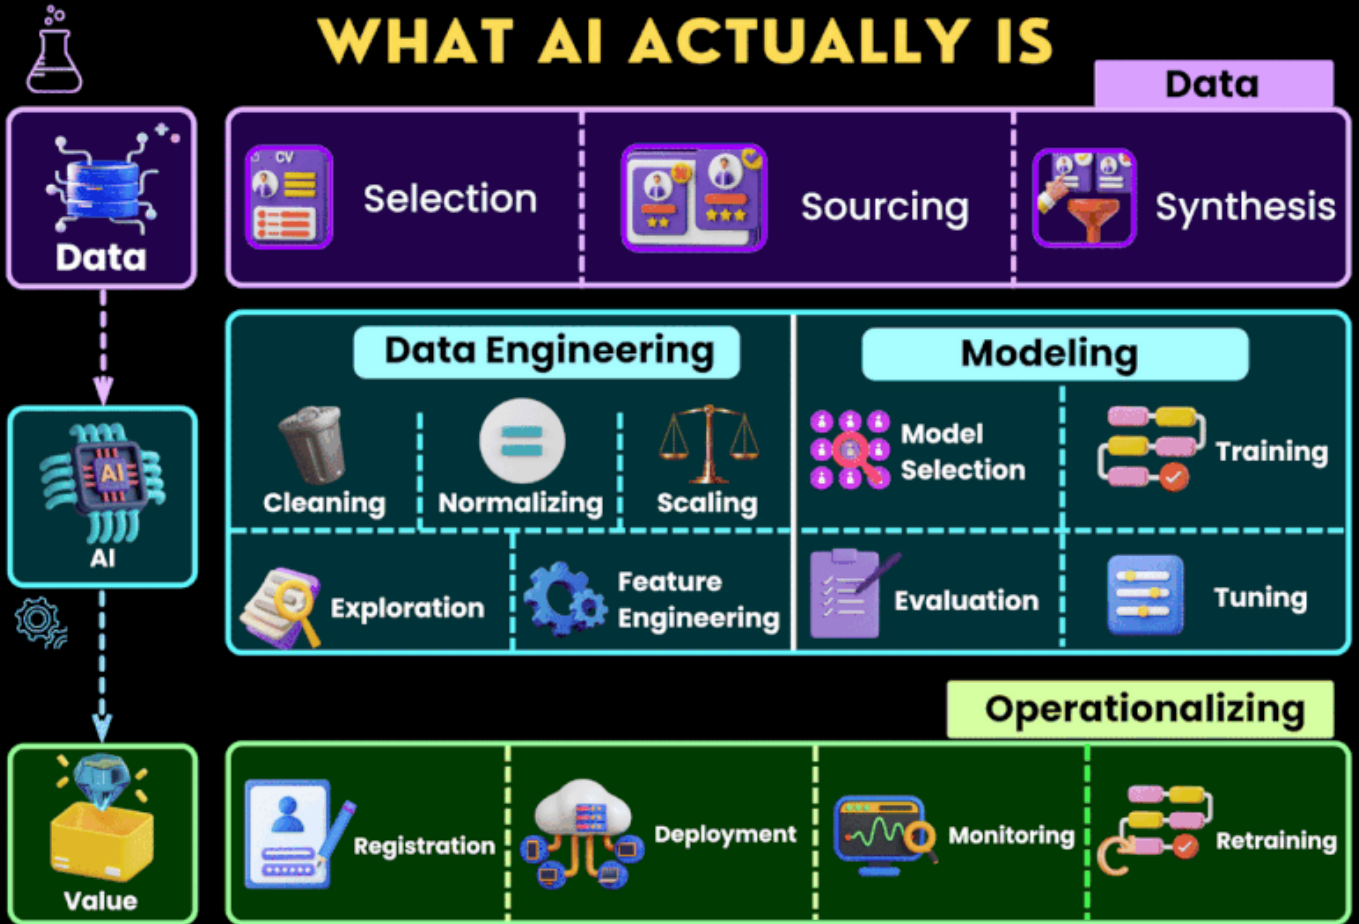 WHAT AI ACTUALLY IS
Data
Data
CV
Selection
Sourcing
Synthesis
Data Engineering
Cleaning
Normalizing
Scaling
Exploration
Feature
Engineering
Modeling
Model
Selection
Training
Evaluation
Tuning
AI
AI
Operationalizing
Value
Registration
Deployment
Monitoring
Retraining